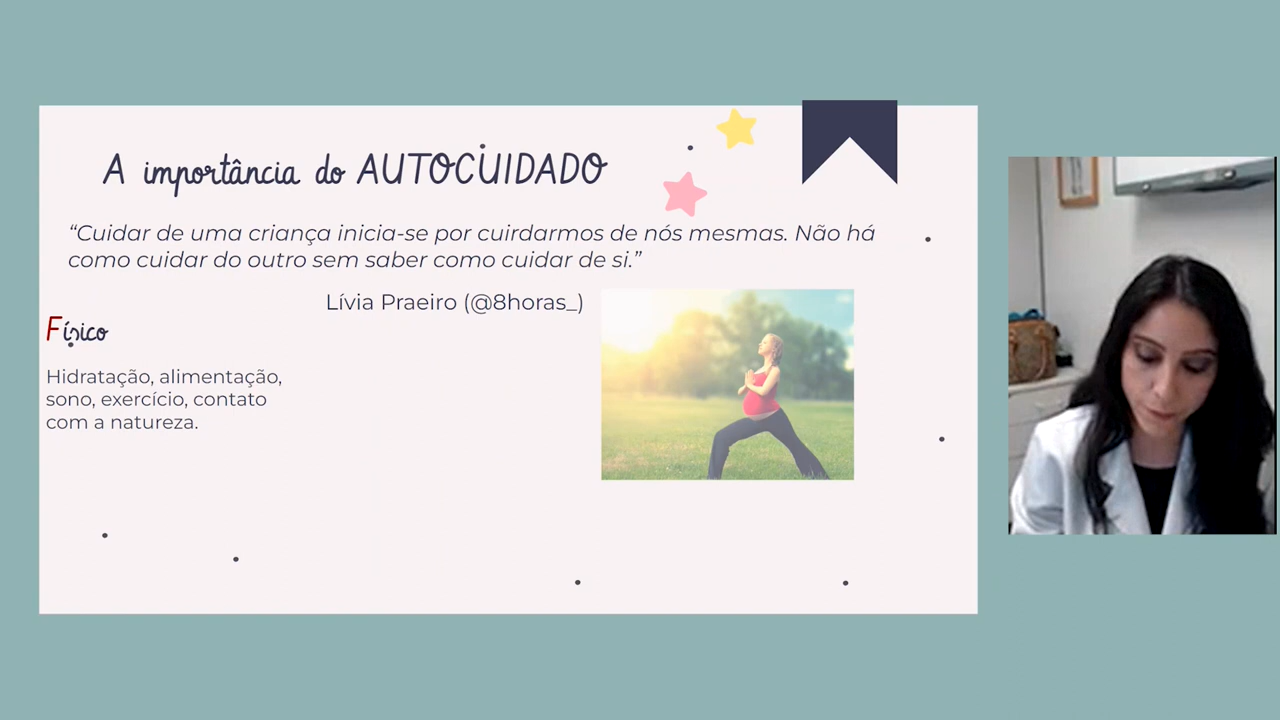 A importância do AUTOCUIDADO
“Cuidar de uma criança inicia-se por cuirdarmos de nós mesmas. Não há
como cuidar do outro sem saber como cuidar de si.”
Lívia Praeiro (@8horas_)
Físico
Hidratação, alimentação,
sono, exercício, contato
com a natureza.